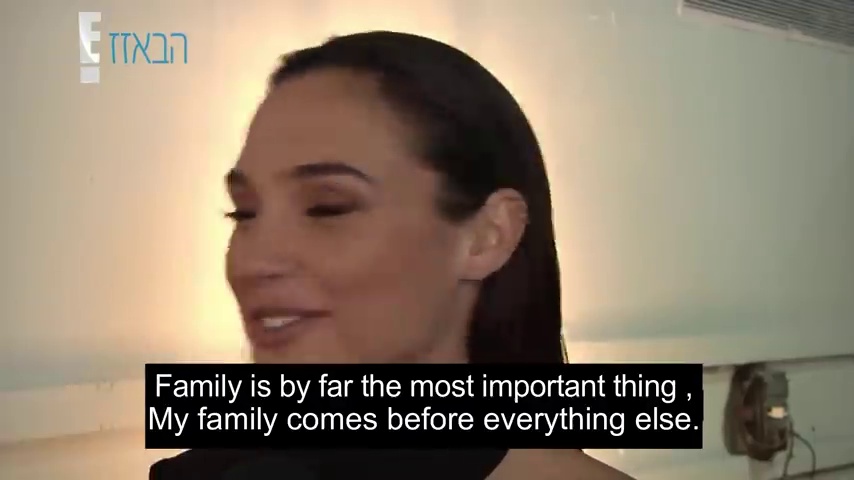 E!
הבאזז
Family is by far the most important thing ,
My family comes before everything else.